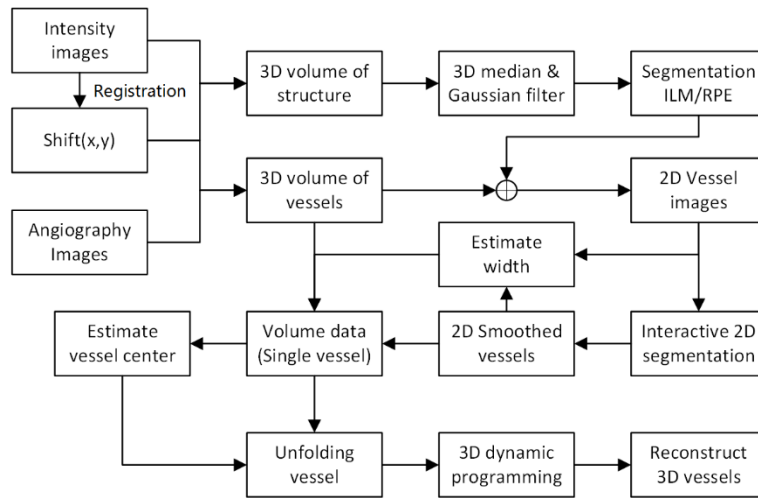 Intensity
images
Registration
Shift(x,y)
Angiography
Images
3D volume of
structure
3D median &
Gaussian filter
Segmentation
ILM/RPE
3D volume of
vessels
2D Vessel
images
Estimate
width
Estimate
vessel center
Volume data
(Single vessel)
2D Smoothed
vessels
Interactive 2D
segmentation
Unfolding
vessel
3D dynamic
programming
Reconstruct
3D vessels